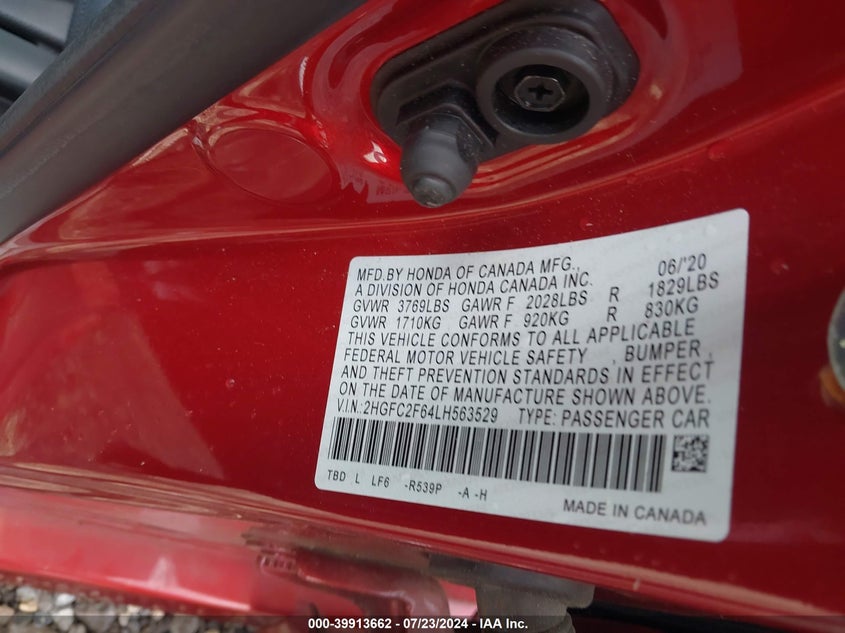 MFD.BY HONDA OF CANADA MFG., 06/'20
A DIVISION OF HONDA CANADA INC.
GVWR 3769LBS GAWR F 2028LBS R 1829LBS
GVWR 1710KG GAWR F 920KG R 830KG
THIS VEHICLE CONFORMS TO ALL APPLICABLE
FEDERAL MOTOR VEHICLE SAFETY , BUMPER ,
AND THEFT PREVENTION STANDARDS IN EFFECT
ON THE DATE OF MANUFACTURE SHOWN ABOVE.
V.I.N.:2HGFC2F64LH563529 TYPE: PASSENGER CAR
TBD L LF6 -R539P -A -H
MADE IN CANADA
000-39913662 - 07/23/2024 - IAA Inc.